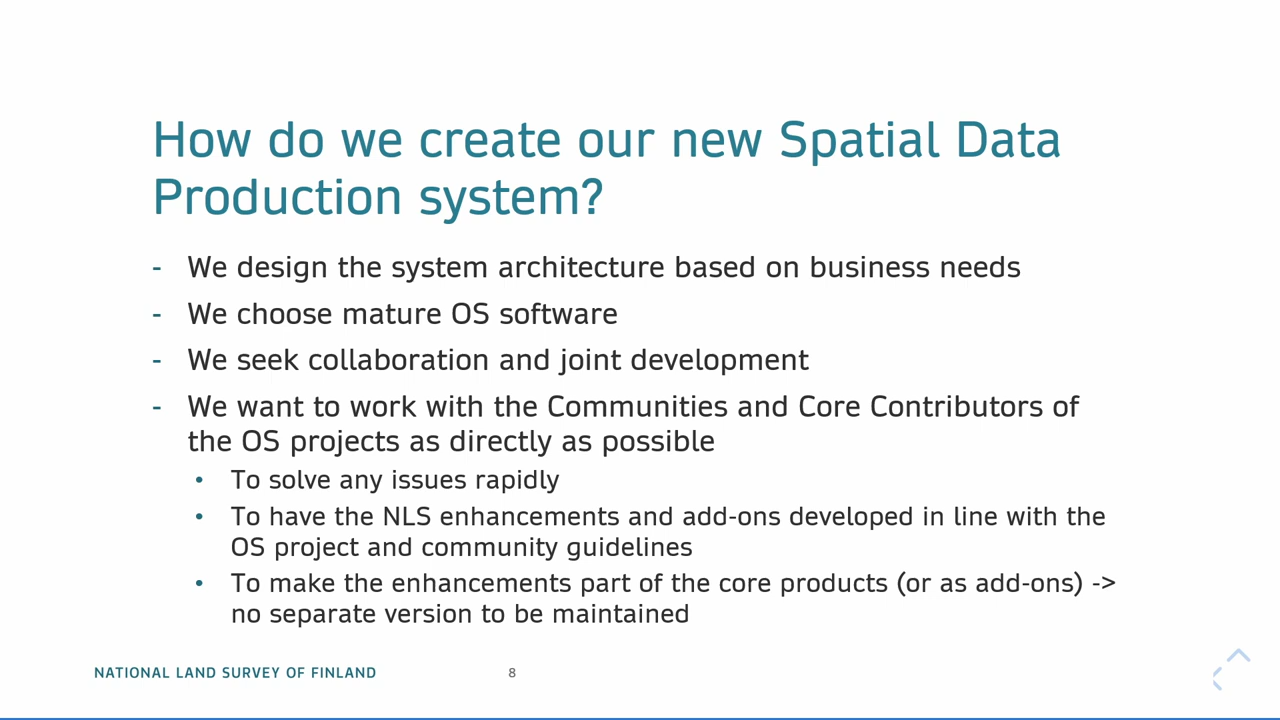 How do we create our new Spatial Data
Production system?
- We design the system architecture based on business needs
- We choose mature OS software
- We seek collaboration and joint development
- We want to work with the Communities and Core Contributors of
the OS projects as directly as possible
• To solve any issues rapidly
• To have the NLS enhancements and add-ons developed in line with the
OS project and community guidelines
• To make the enhancements part of the core products (or as add-ons) ->
no separate version to be maintained
NATIONAL LAND SURVEY OF FINLAND
8